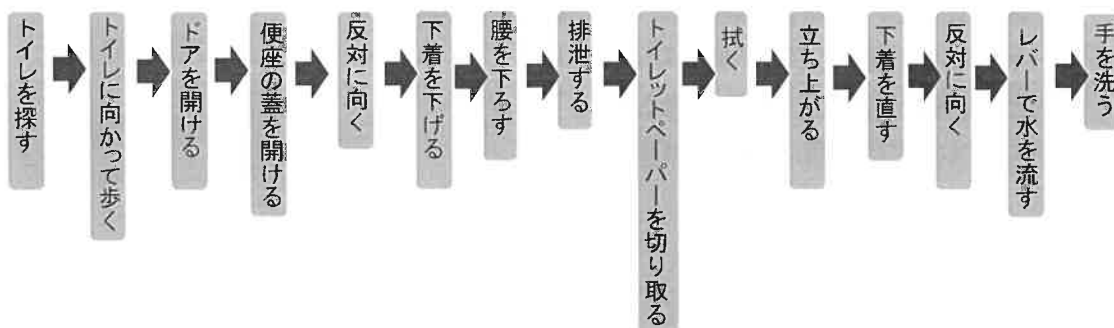 トイレを探す
トイレに向かって歩く
ドアを開ける
便座の蓋を開ける
反対に向く
下着を下げる
腰を下ろす
排泄する
トイレットペーパーを切り取る
拭く
立ち上がる
下着を直す
反対に向く
レバーで水を流す
手を洗う